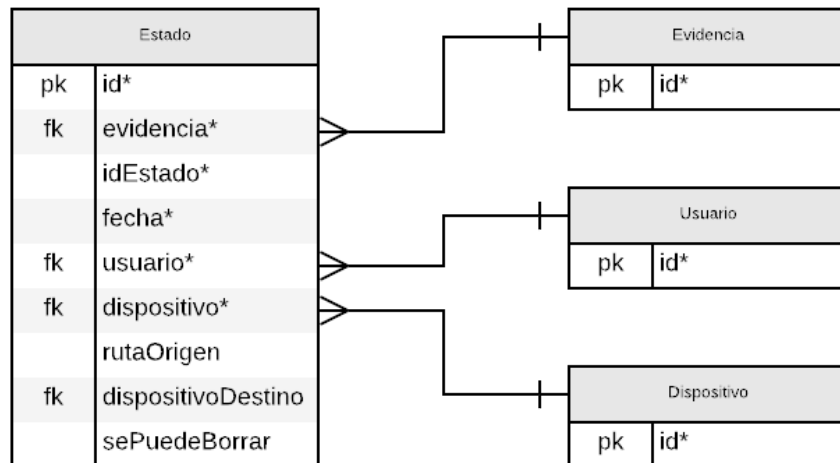 Estado
pk id*
fk evidencia*
idEstado*
fecha*
fk usuario*
fk dispositivo*
rutaOrigen
fk dispositivoDestino
sePuedeBorrar
Evidencia
pk id*
Usuario
pk id*
Dispositivo
pk id*